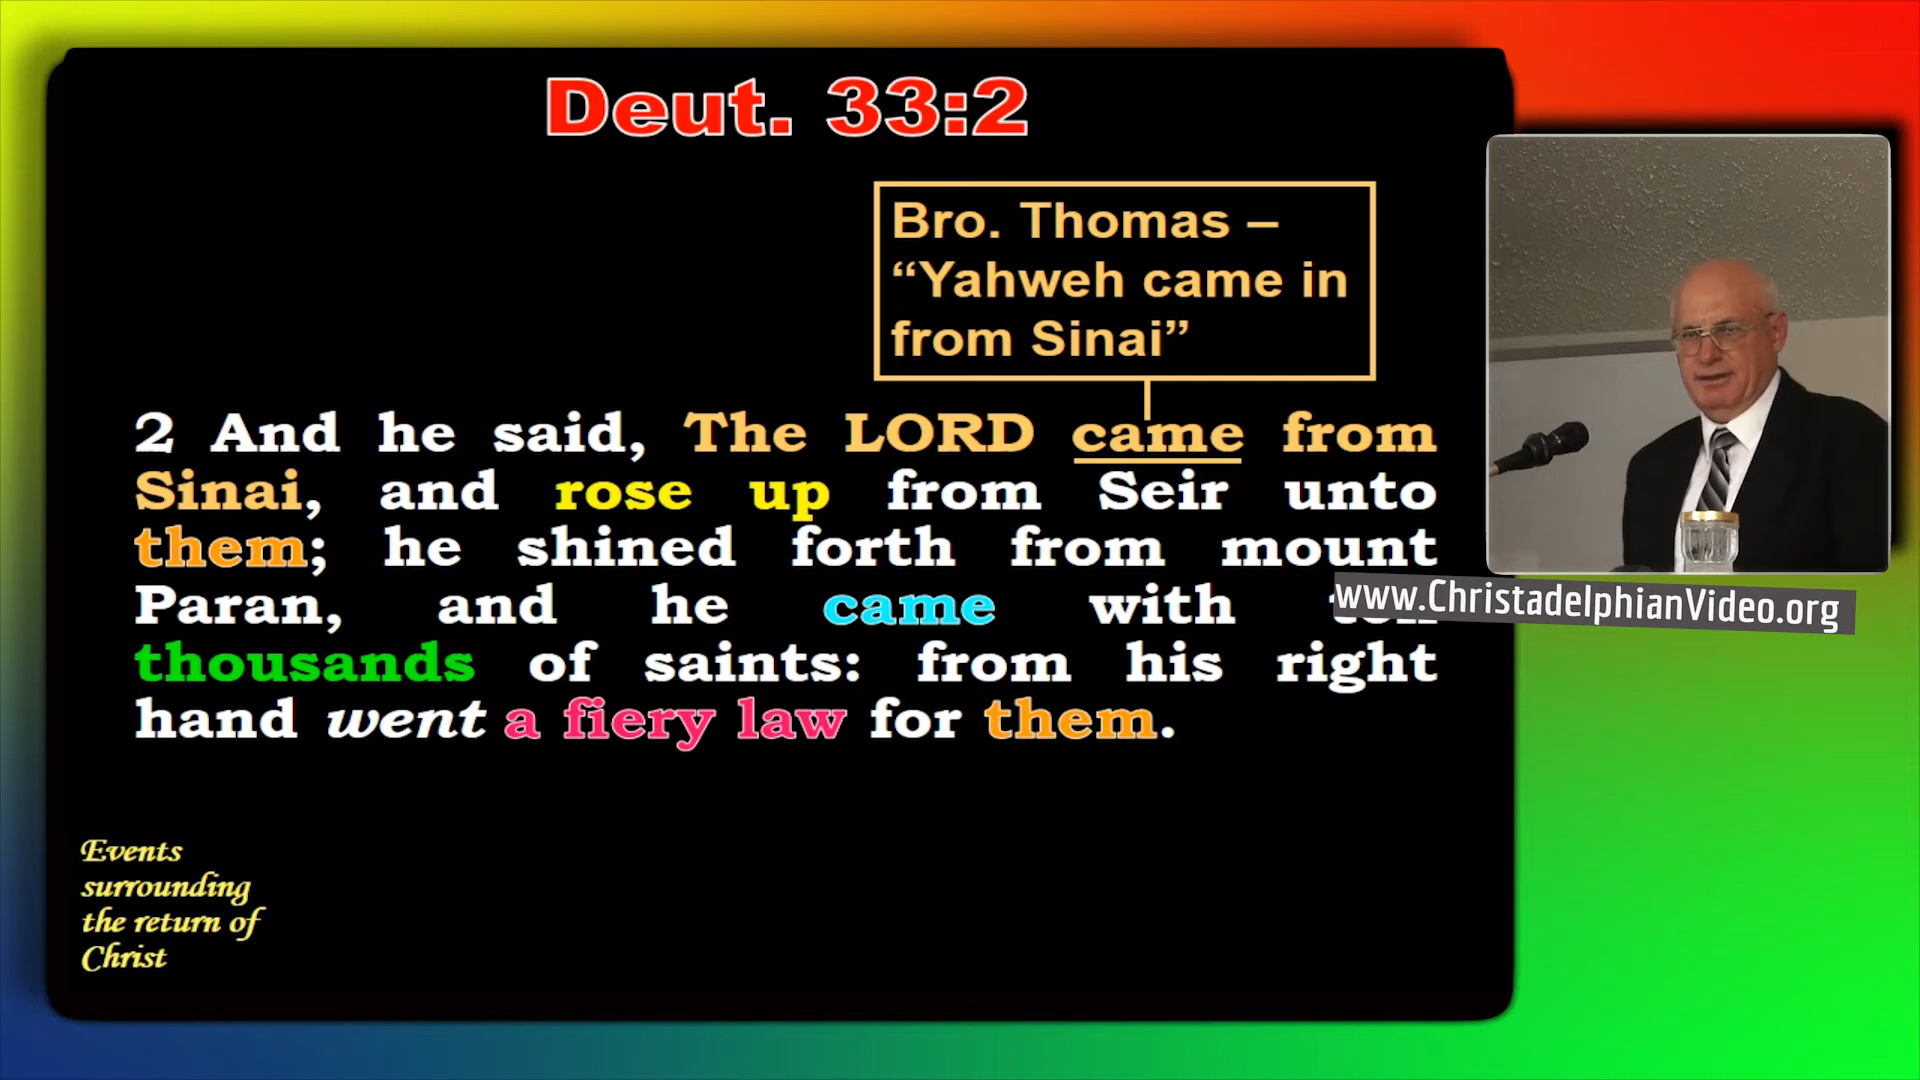 Deut. 33:2
Bro. Thomas –
“Yahweh came in
from Sinai”
2 And he said, The LORD came from
Sinai, and rose up from Seir unto
them; he shined forth from mount
Paran, and he came with ten
thousands of saints: from his right
hand went a fiery law for them.
www.ChristadelphianVideo.org
Events
surrounding
the return of
Christ